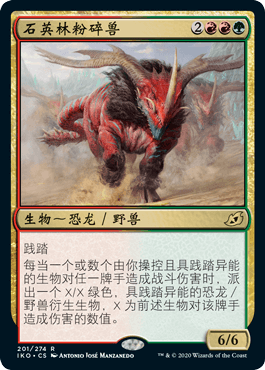 石英林粉碎兽 2
生物～恐龙／野兽
践踏
每当一个或数个由你操控且具践踏异能
的生物对任一牌手造成战斗伤害时，派
出一个 X/X 绿色，具践踏异能的恐龙／
野兽衍生生物，X 为前述生物对该牌手
造成伤害的数值。
6/6
201/274 R
IKO • CS ANTONIO JOSÉ MANZANEDO
™ & © 2020 Wizards of the Coast